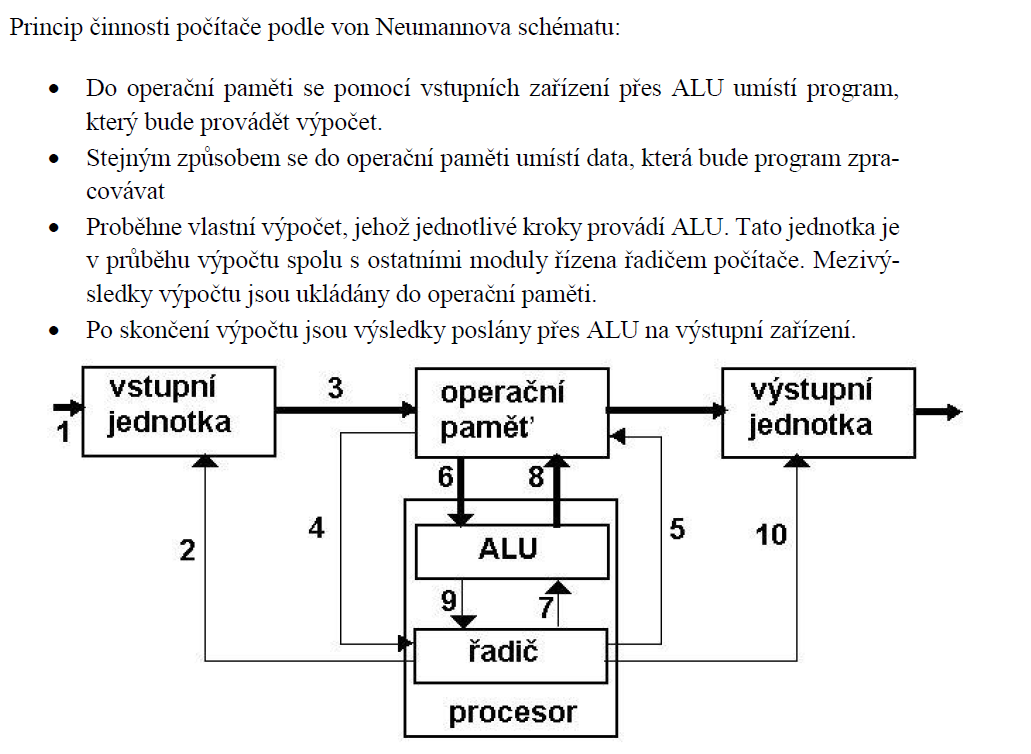 Princip činnosti počítače podle von Neumannova schématu:
• Do operační paměti se pomocí vstupních zařízení přes ALU umístí program,
který bude provádět výpočet.
• Stejným způsobem se do operační paměti umístí data, která bude program zpra-
covávat
• Proběhne vlastní výpočet, jehož jednotlivé kroky provádí ALU. Tato jednotka je
v průběhu výpočtu spolu s ostatními moduly řízena řadičem počítače. Mezivý-
sledky výpočtu jsou ukládány do operační paměti.
• Po skončení výpočtu jsou výsledky poslány přes ALU na výstupní zařízení.
1
vstupní
jednotka
3
operační
paměť
výstupní
jednotka
6
8
2
4
ALU
5
10
9
7
řadič
procesor